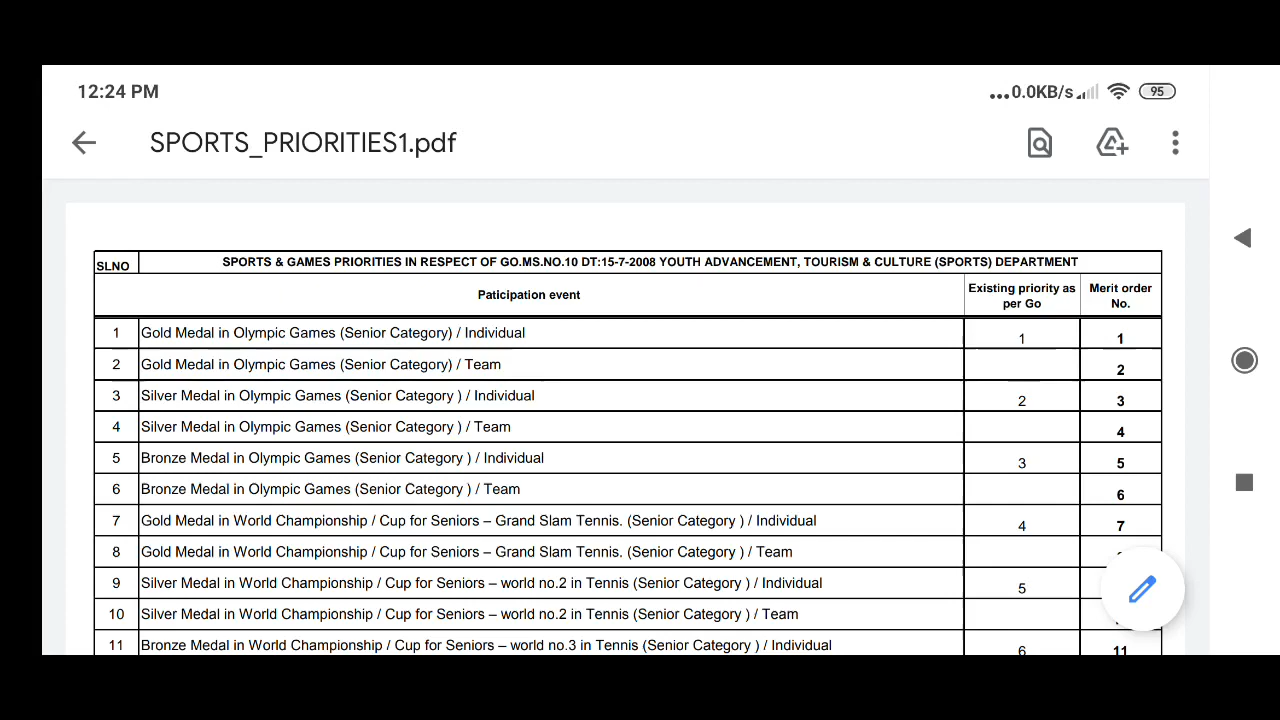 12:24 PM
...0.0KB/s
95
SPORTS_PRIORITIES1.pdf
SLNO SPORTS & GAMES PRIORITIES IN RESPECT OF GO.MS.NO.10 DT:15-7-2008 YOUTH ADVANCEMENT, TOURISM & CULTURE (SPORTS) DEPARTMENT
Paticipation event Existing priority as per Go Merit order No.
1 Gold Medal in Olympic Games (Senior Category) / Individual 1 1
2 Gold Medal in Olympic Games (Senior Category) / Team 2
3 Silver Medal in Olympic Games (Senior Category ) / Individual 2 3
4 Silver Medal in Olympic Games (Senior Category ) / Team 4
5 Bronze Medal in Olympic Games (Senior Category ) / Individual 3 5
6 Bronze Medal in Olympic Games (Senior Category ) / Team 6
7 Gold Medal in World Championship / Cup for Seniors – Grand Slam Tennis. (Senior Category ) / Individual 4 7
8 Gold Medal in World Championship / Cup for Seniors – Grand Slam Tennis. (Senior Category ) / Team
9 Silver Medal in World Championship / Cup for Seniors – world no.2 in Tennis (Senior Category ) / Individual 5
10 Silver Medal in World Championship / Cup for Seniors – world no.2 in Tennis (Senior Category ) / Team
11 Bronze Medal in World Championship / Cup for Seniors – world no.3 in Tennis (Senior Category ) / Individual 6 11